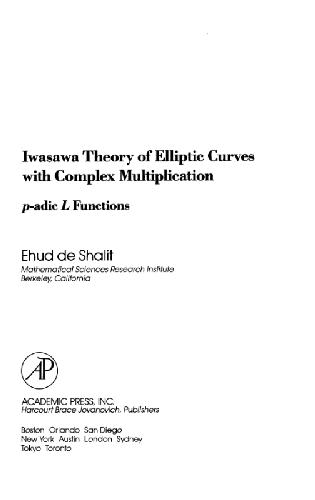 Iwasawa Theory of Elliptic Curves
with Complex Multiplication
p-adic L Functions
Ehud de Shalit
Mathematical Sciences Research Institute
Berkeley, California
AP
ACADEMIC PRESS, INC.
Harcourt Brace Jovanovich, Publishers
Boston Orlando San Diego
New York Austin London Sydney
Tokyo Toronto